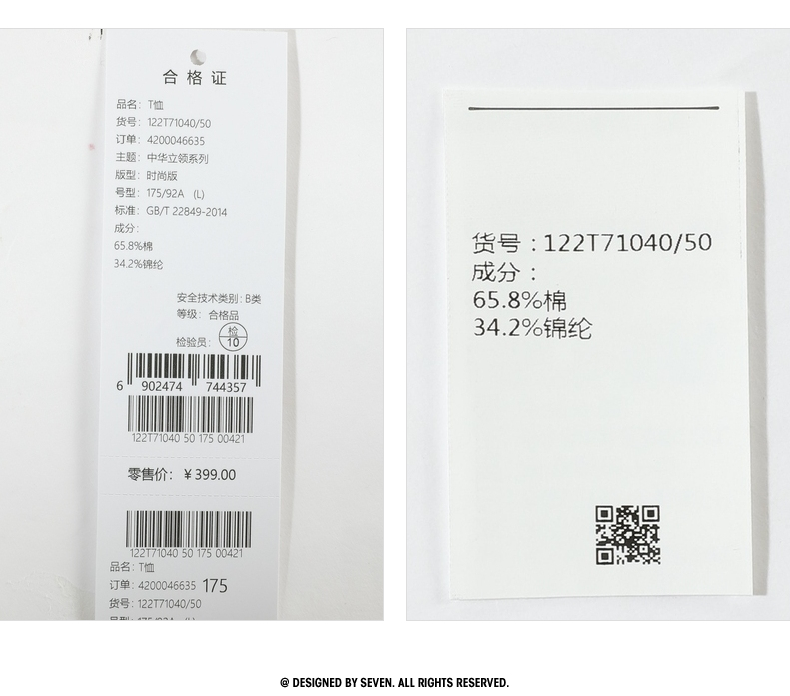 合格证
品名：T恤
货号：122T71040/50
订单：4200046635
主题：中华立领系列
版型：时尚版
号型：175/92A （L）
标准：GB/T 22849-2014
成分：
65.8%棉
34.2%锦纶
安全技术类别：B类
等级：合格品
检验员：检 10
6 902474 744357
122T71040 50 175 00421
零售价：￥399.00
122T71040 50 175 00421
品名：T恤
订单：4200046635 175
货号：122T71040/50
号型：175/92A （L）
货号：122T71040/50
成分：
65.8%棉
34.2%锦纶
@ DESIGNED BY SEVEN. ALL RIGHTS RESERVED.